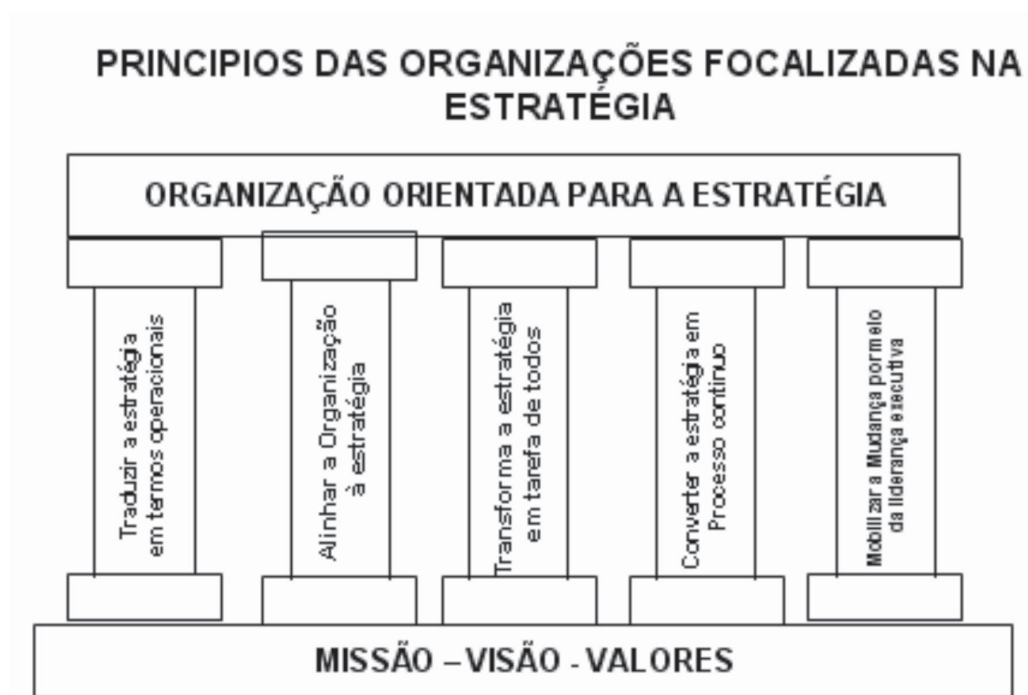 PRINCIPIOS DAS ORGANIZAÇÕES FOCALIZADAS NA
ESTRATÉGIA
ORGANIZAÇÃO ORIENTADA PARA A ESTRATÉGIA
Traduzir a estratégia
em termos operacionais
Alinhar a Organização
à estratégia
Transforma a estratégia
em tarefa de todos
Converter a estratégia em
Processo continuo
Mobilizar a Mudança por meio
da liderança executiva
MISSÃO – VISÃO - VALORES